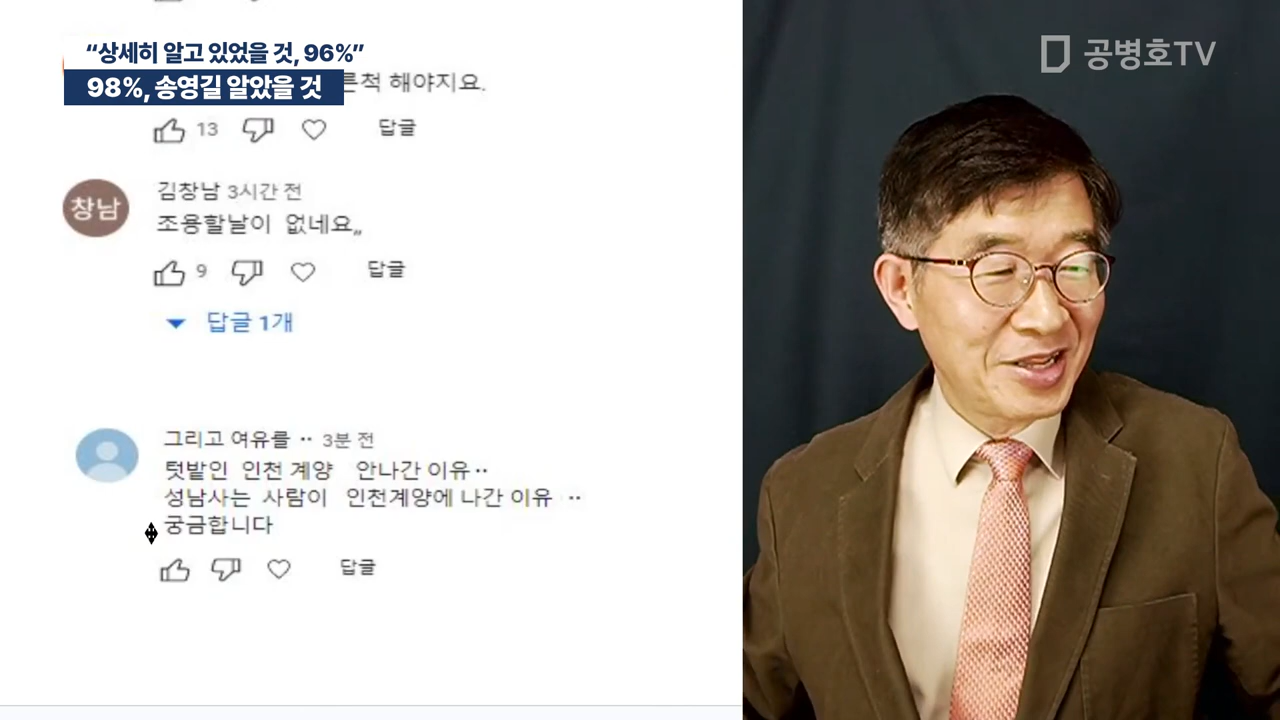 “상세히 알고 있었을 것, 96%”
98%, 송영길 알았을 것
른척 해야지요.
13
답글
창남
김창남 3시간 전
조용할날이 없네요,,
9
답글
답글 1개
그리고 여유를 ‥ 3분 전
텃밭인 인천 계양 안나간 이유‥
성남사는 사람이 인천계양에 나간 이유 ‥
궁금합니다
답글
공병호TV